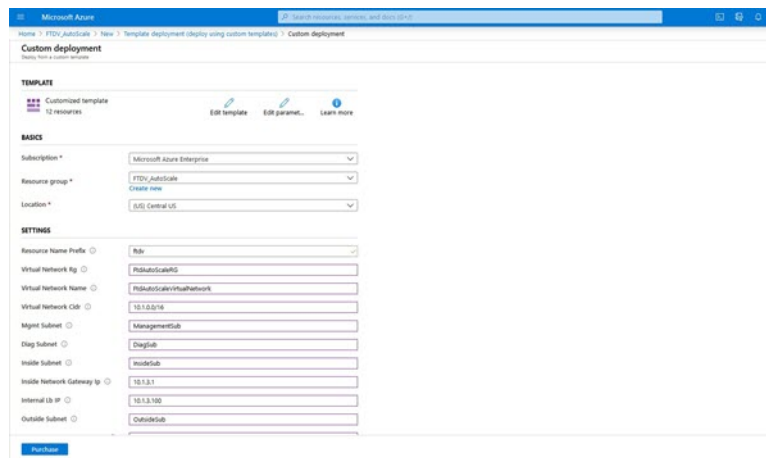 Microsoft Azure
Search resources, services, and docs (G+/)
Home > FTDV_AutoScale > New > Template deployment (deploy using custom templates) > Custom deployment
Custom deployment
Deploy from a custom template
TEMPLATE
Customized template
12 resources
Edit template
Edit paramet...
Learn more
BASICS
Subscription *
Microsoft Azure Enterprise
Resource group *
FTDV_AutoScale
Create new
Location *
(US) Central US
SETTINGS
Resource Name Prefix
ftdv
Virtual Network Rg
FtdAutoScaleRG
Virtual Network Name
FtdAutoScaleVirtualNetwork
Virtual Network Cidr
10.1.0.0/16
Mgmt Subnet
ManagementSub
Diag Subnet
DiagSub
Inside Subnet
InsideSub
Inside Network Gateway Ip
10.1.3.1
Internal Lb IP
10.1.3.100
Outside Subnet
OutsideSub
Purchase